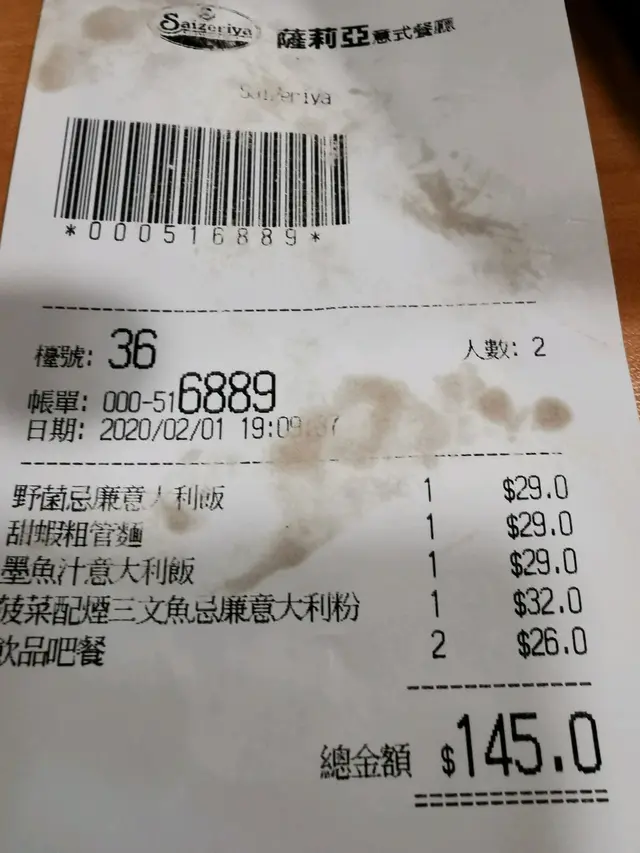 Saizeriya 薩莉亞意式餐廳
Saizeriya
*000516889*
檯號: 36 人數: 2
帳單: 000-516889
日期: 2020/02/01 19:09:37
野菌忌廉意大利飯 1 $29.0
甜蝦粗管麵 1 $29.0
墨魚汁意大利飯 1 $29.0
菠菜配煙三文魚忌廉意大利粉 1 $32.0
飲品吧餐 2 $26.0
總金額 $145.0